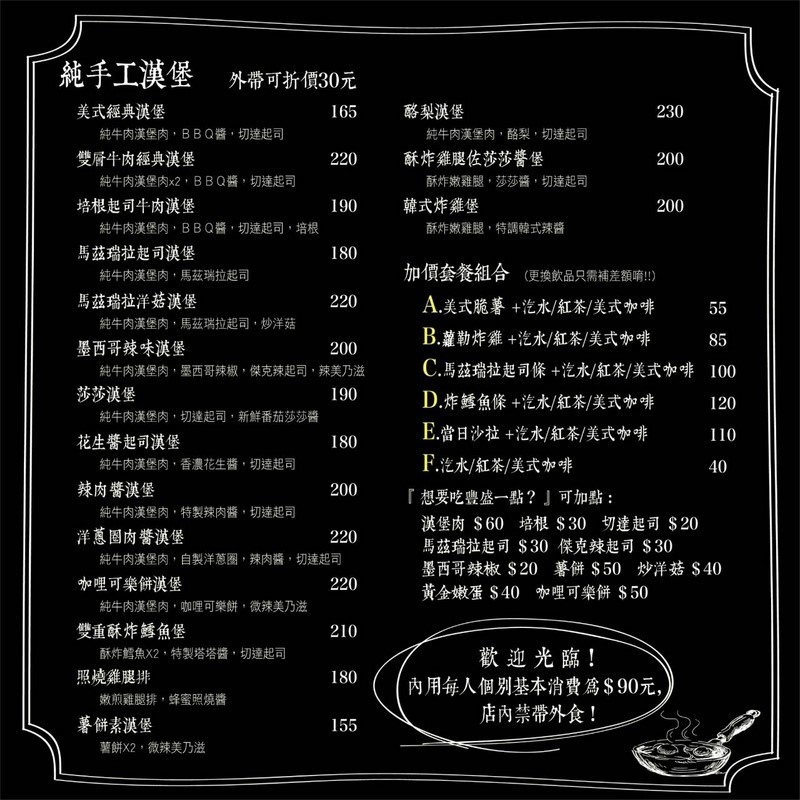 純手工漢堡 外帶可折價30元
美式經典漢堡 165
純牛肉漢堡肉，ＢＢＱ醬，切達起司
雙層牛肉經典漢堡 220
純牛肉漢堡肉x2，ＢＢＱ醬，切達起司
培根起司牛肉漢堡 190
純牛肉漢堡肉，ＢＢＱ醬，切達起司，培根
馬茲瑞拉起司漢堡 180
純牛肉漢堡肉，馬茲瑞拉起司
馬茲瑞拉洋菇漢堡 220
純牛肉漢堡肉，馬茲瑞拉起司，炒洋菇
墨西哥辣味漢堡 200
純牛肉漢堡肉，墨西哥辣椒，傑克辣起司，辣美乃滋
莎莎漢堡 190
純牛肉漢堡肉，切達起司，新鮮番茄莎莎醬
花生醬起司漢堡 180
純牛肉漢堡肉，香濃花生醬，切達起司
辣肉醬漢堡 200
純牛肉漢堡肉，特製辣肉醬，切達起司
洋蔥圈肉醬漢堡 220
純牛肉漢堡肉，自製洋蔥圈，辣肉醬，切達起司
咖哩可樂餅漢堡 220
純牛肉漢堡肉，咖哩可樂餅，微辣美乃滋
雙重酥炸鱈魚堡 210
酥炸鱈魚X2，特製塔塔醬，切達起司
照燒雞腿排 180
嫩煎雞腿排，蜂蜜照燒醬
薯餅素漢堡 155
薯餅X2，微辣美乃滋
酪梨漢堡 230
純牛肉漢堡肉，酪梨，切達起司
酥炸雞腿佐莎莎醬堡 200
酥炸嫩雞腿，莎莎醬，切達起司
韓式炸雞堡 200
酥炸嫩雞腿，特調韓式辣醬
加價套餐組合 （更換飲品只需補差額唷!!）
A.美式脆薯 +汽水/紅茶/美式咖啡 55
B.蘿勒炸雞 +汽水/紅茶/美式咖啡 85
C.馬茲瑞拉起司條 +汽水/紅茶/美式咖啡 100
D.炸鱈魚條 +汽水/紅茶/美式咖啡 120
E.當日沙拉 +汽水/紅茶/美式咖啡 110
F.汽水/紅茶/美式咖啡 40
『 想要吃豐盛一點？ 』可加點：
漢堡肉 $60 培根 $30 切達起司 $20
馬茲瑞拉起司 $30 傑克辣起司 $30
墨西哥辣椒 $20 薯餅 $50 炒洋菇 $40
黃金嫩蛋 $40 咖哩可樂餅 $50
歡迎光臨！
內用每人個別基本消費為$90元,
店內禁帶外食！